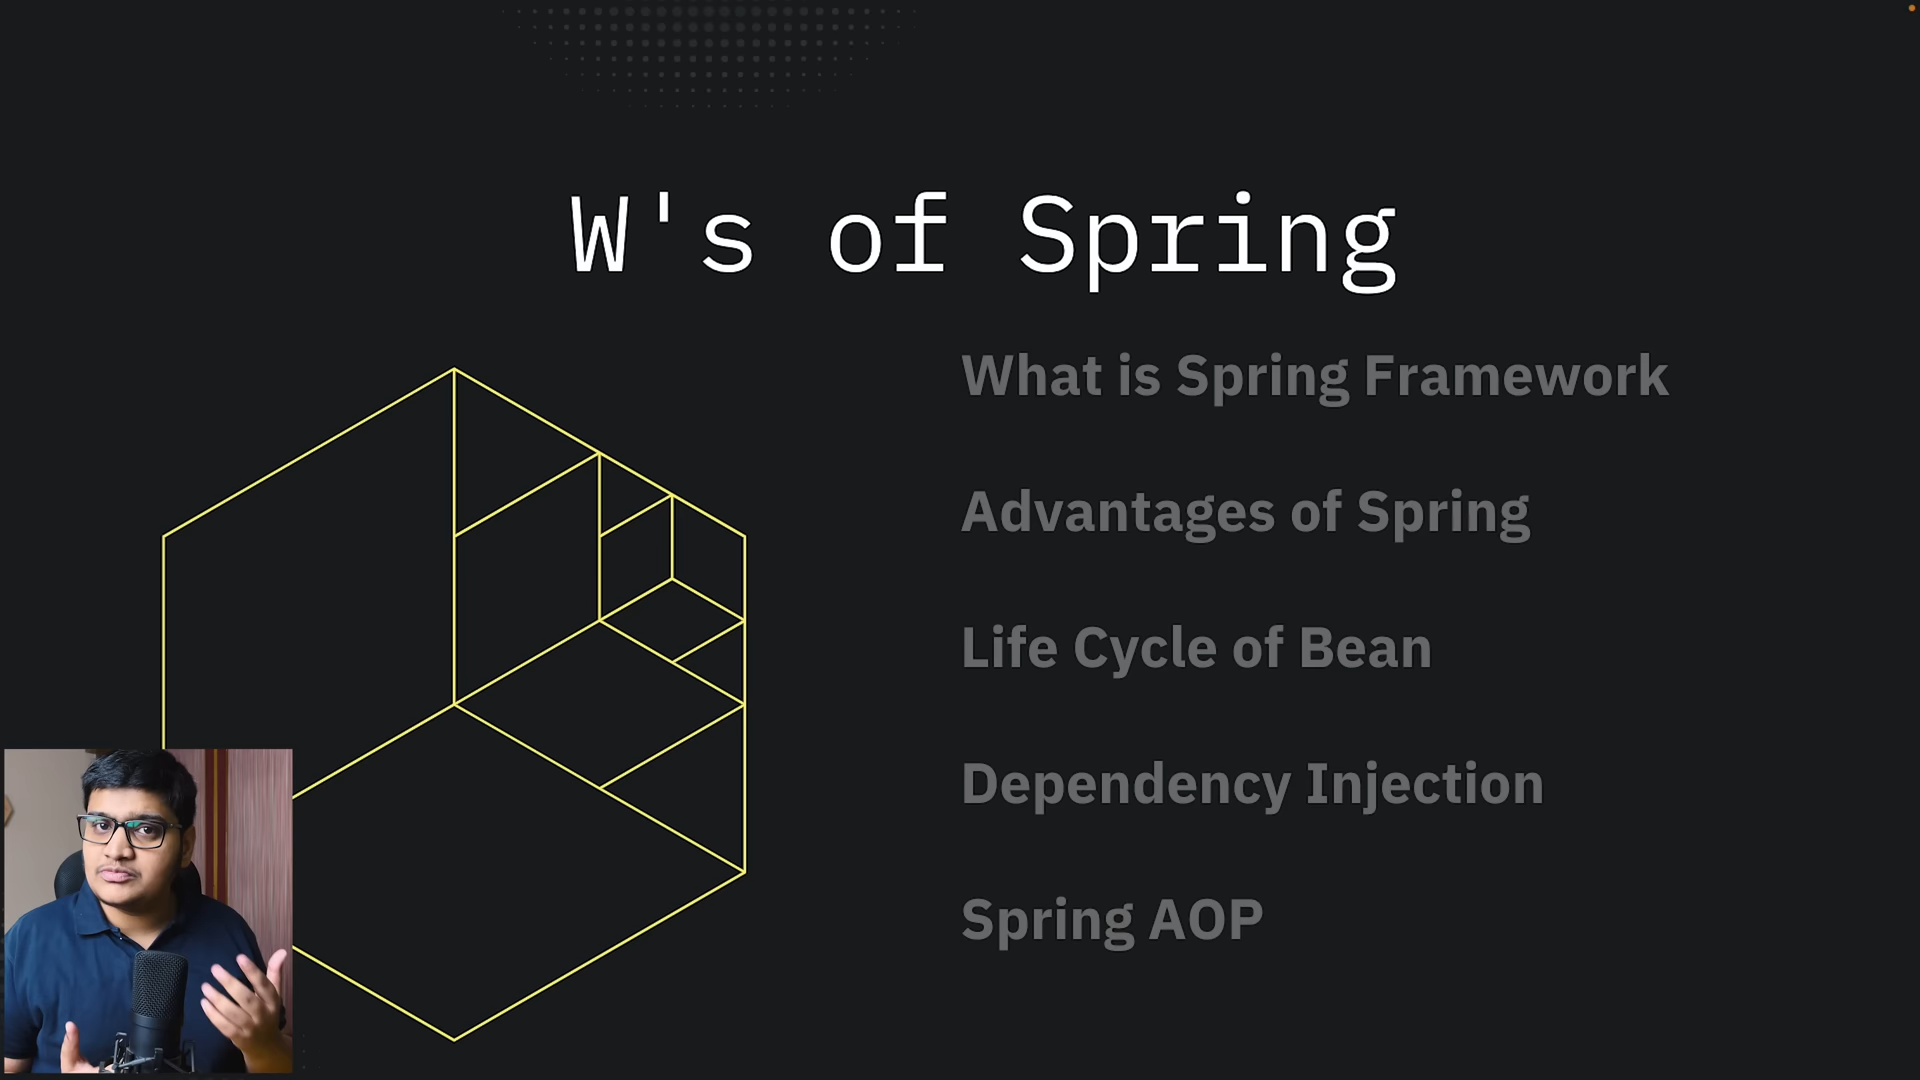 W's of Spring
What is Spring Framework
Advantages of Spring
Life Cycle of Bean
Dependency Injection
Spring AOP